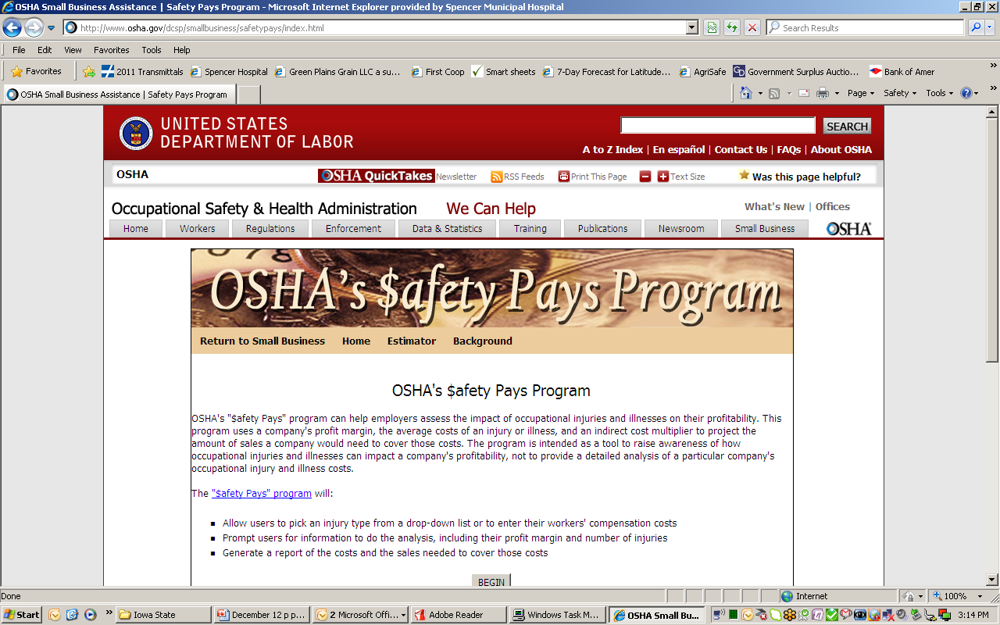 OSHA Small Business Assistance | Safety Pays Program - Microsoft Internet Explorer provided by Spencer Municipal Hospital
http://www.osha.gov/dcsp/smallbusiness/safetypays/index.html
Search Results
File Edit View Favorites Tools Help
Favorites 2011 Transmittals Spencer Hospital Green Plains Grain LLC a su... First Coop Smart sheets 7-Day Forecast for Latitude... AgriSafe GD Government Surplus Auctio... Bank of Amer »
OSHA Small Business Assistance | Safety Pays Program
Page Safety Tools »
UNITED STATES
DEPARTMENT OF LABOR
SEARCH
A to Z Index | En español | Contact Us | FAQs | About OSHA
OSHA OSHA QuickTakes Newsletter RSS Feeds Print This Page Text Size Was this page helpful?
Occupational Safety & Health Administration We Can Help What's New | Offices
Home Workers Regulations Enforcement Data & Statistics Training Publications Newsroom Small Business OSHA
OSHA's $afety Pays Program
Return to Small Business Home Estimator Background
OSHA's $afety Pays Program
OSHA's "$afety Pays" program can help employers assess the impact of occupational injuries and illnesses on their profitability. This
program uses a company's profit margin, the average costs of an injury or illness, and an indirect cost multiplier to project the
amount of sales a company would need to cover those costs. The program is intended as a tool to raise awareness of how
occupational injuries and illnesses can impact a company's profitability, not to provide a detailed analysis of a particular company's
occupational injury and illness costs.
The "$afety Pays" program will:
Allow users to pick an injury type from a drop-down list or to enter their workers' compensation costs
Prompt users for information to do the analysis, including their profit margin and number of injuries
Generate a report of the costs and the sales needed to cover those costs
BEGIN
Done Internet 100%
Start » Iowa State December 12 p p... 2 Microsoft Offi... Adobe Reader Windows Task M... OSHA Small Bu... 3:14 PM